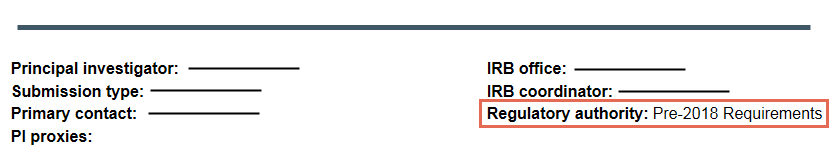 Principal investigator:
Submission type:
Primary contact:
PI proxies:
IRB office:
IRB coordinator:
Regulatory authority: Pre-2018 Requirements